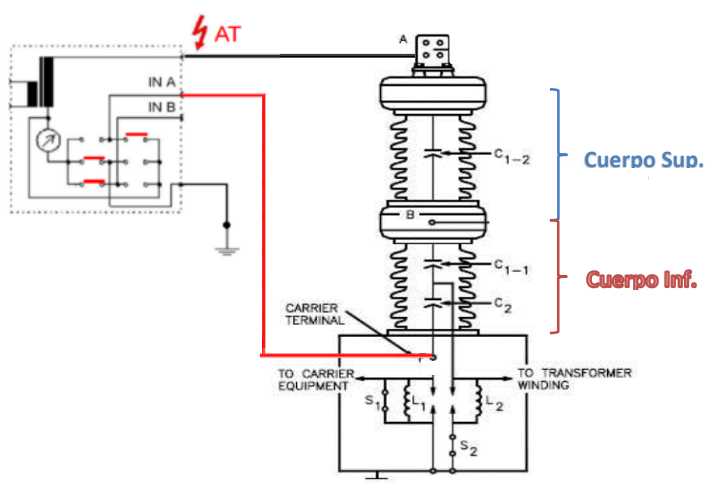 AT
A
IN A
IN B
C1-2
Cuerpo Sup.
B
C1-1
Cuerpo Inf.
C2
CARRIER
TERMINAL
TO CARRIER
EQUIPMENT
TO TRANSFORMER
WINDING
S1
L1
L2
S2